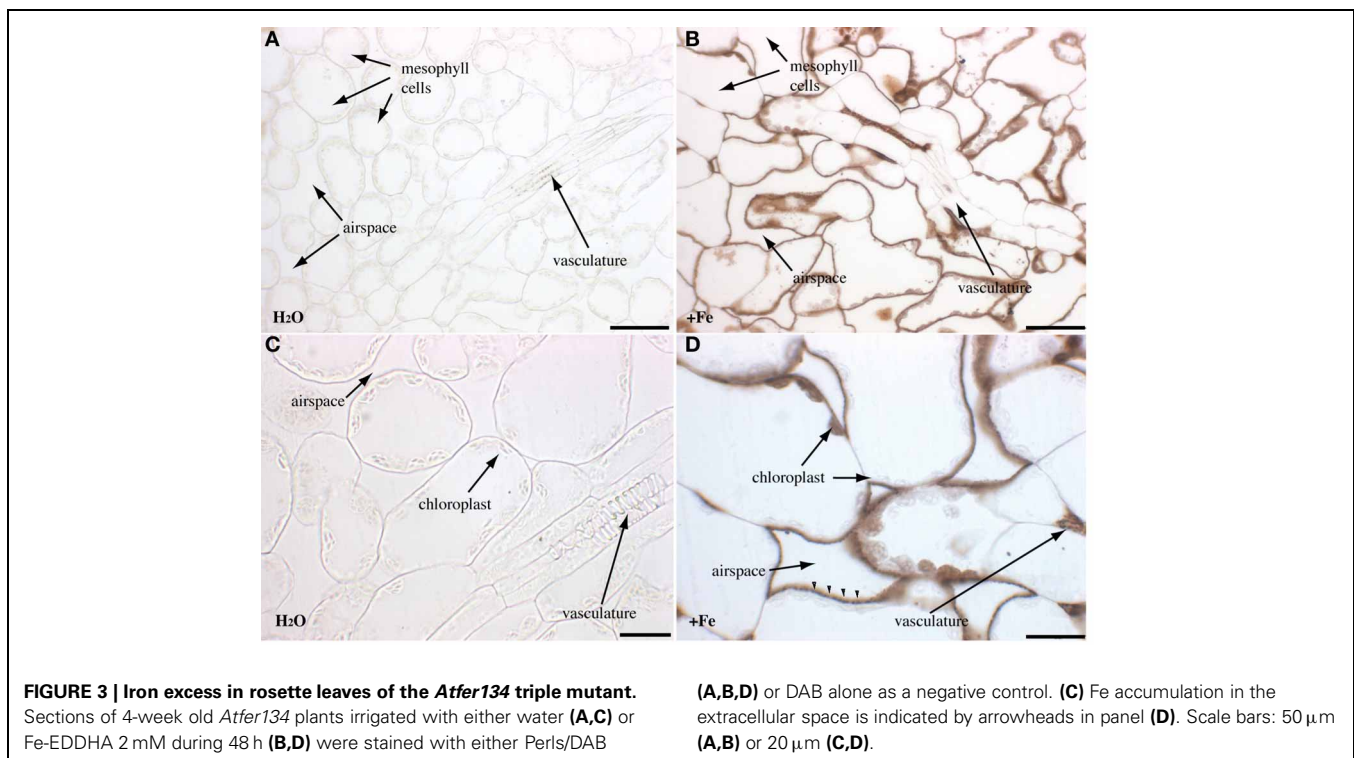 A
mesophyll
cells
airspace
vasculature
H2O
B
mesophyll
cells
airspace
vasculature
+Fe
C
airspace
chloroplast
vasculature
H2O
D
chloroplast
airspace
vasculature
+Fe
FIGURE 3 | Iron excess in rosette leaves of the Atfer134 triple mutant.
Sections of 4-week old Atfer134 plants irrigated with either water (A,C) or
Fe-EDDHA 2 mM during 48 h (B,D) were stained with either Perls/DAB
(A,B,D) or DAB alone as a negative control. (C) Fe accumulation in the
extracellular space is indicated by arrowheads in panel (D). Scale bars: 50 μm
(A,B) or 20 μm (C,D).